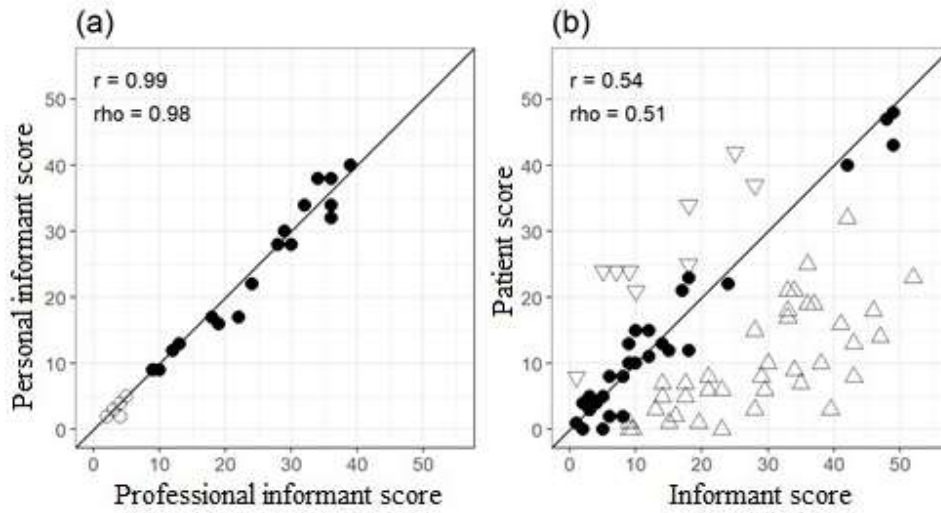 (a)
r = 0.99
rho = 0.98
50
40
30
20
10
0
0 10 20 30 40 50
Personal informant score
Professional informant score
(b)
r = 0.54
rho = 0.51
50
40
30
20
10
0
0 10 20 30 40 50
Patient score
Informant score